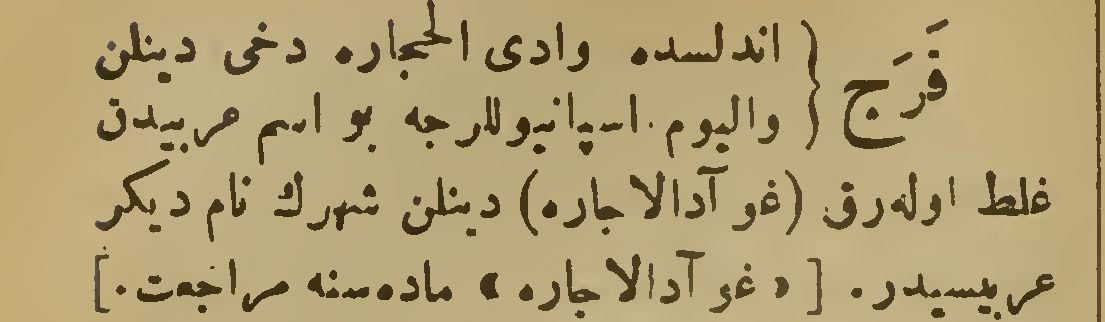 فَرَج { اندلسده وادی الحجاره دخی دینلن
والیوم اسپانیوللرجه بو اسم عربیدن
غلط اوله‌رق (غوآدالاجاره) دینلن شهرك نام دیكر
عربیسیدر. [« غوآدالاجاره » ماده‌سنه مراجعت.]